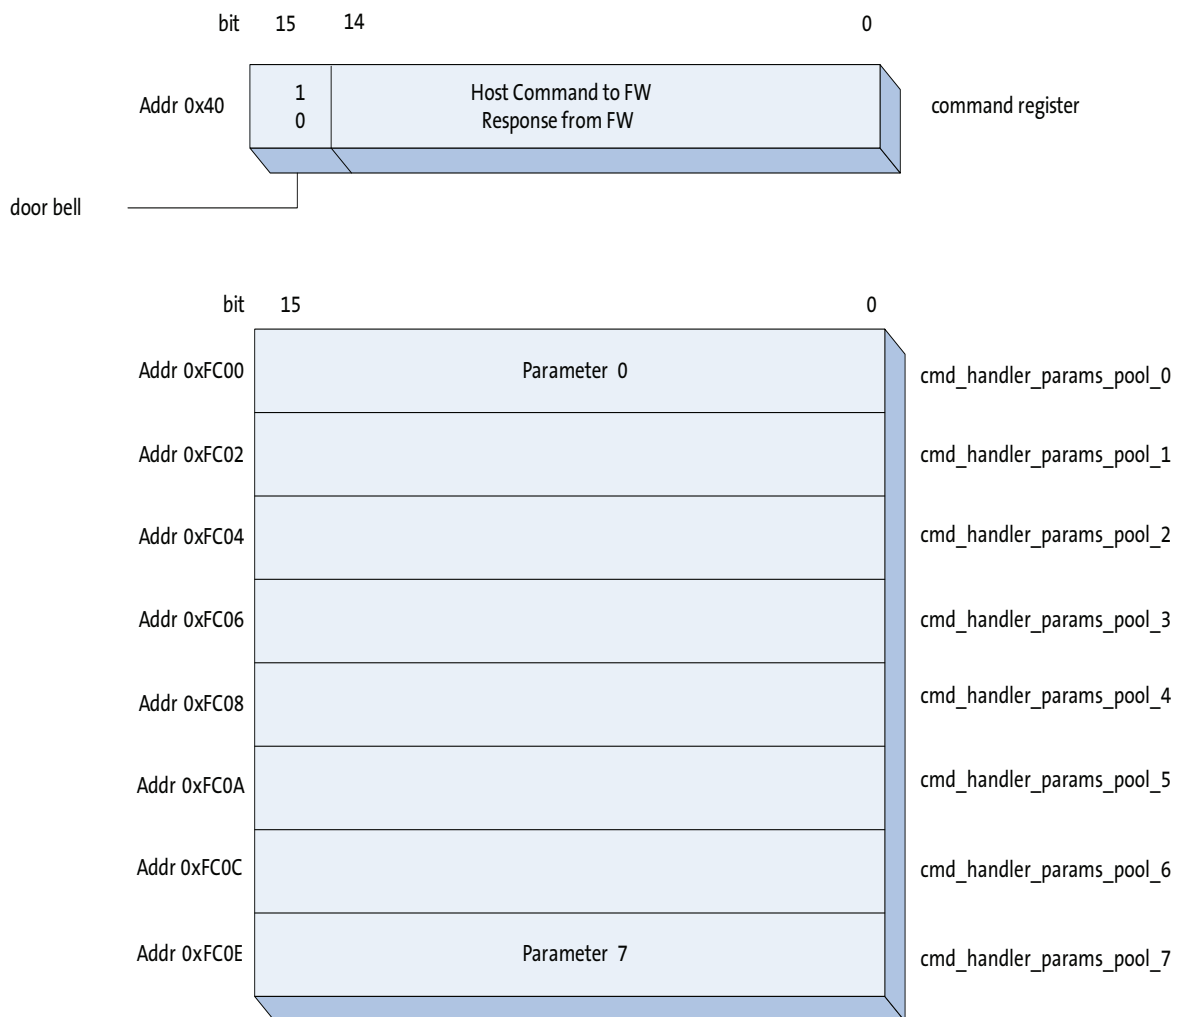 bit 15 14 0
Addr 0x40 1 Host Command to FW command register
0 Response from FW
door bell
bit 15 0
Addr 0xFC00 Parameter 0 cmd_handler_params_pool_0
Addr 0xFC02 cmd_handler_params_pool_1
Addr 0xFC04 cmd_handler_params_pool_2
Addr 0xFC06 cmd_handler_params_pool_3
Addr 0xFC08 cmd_handler_params_pool_4
Addr 0xFC0A cmd_handler_params_pool_5
Addr 0xFC0C cmd_handler_params_pool_6
Addr 0xFC0E Parameter 7 cmd_handler_params_pool_7